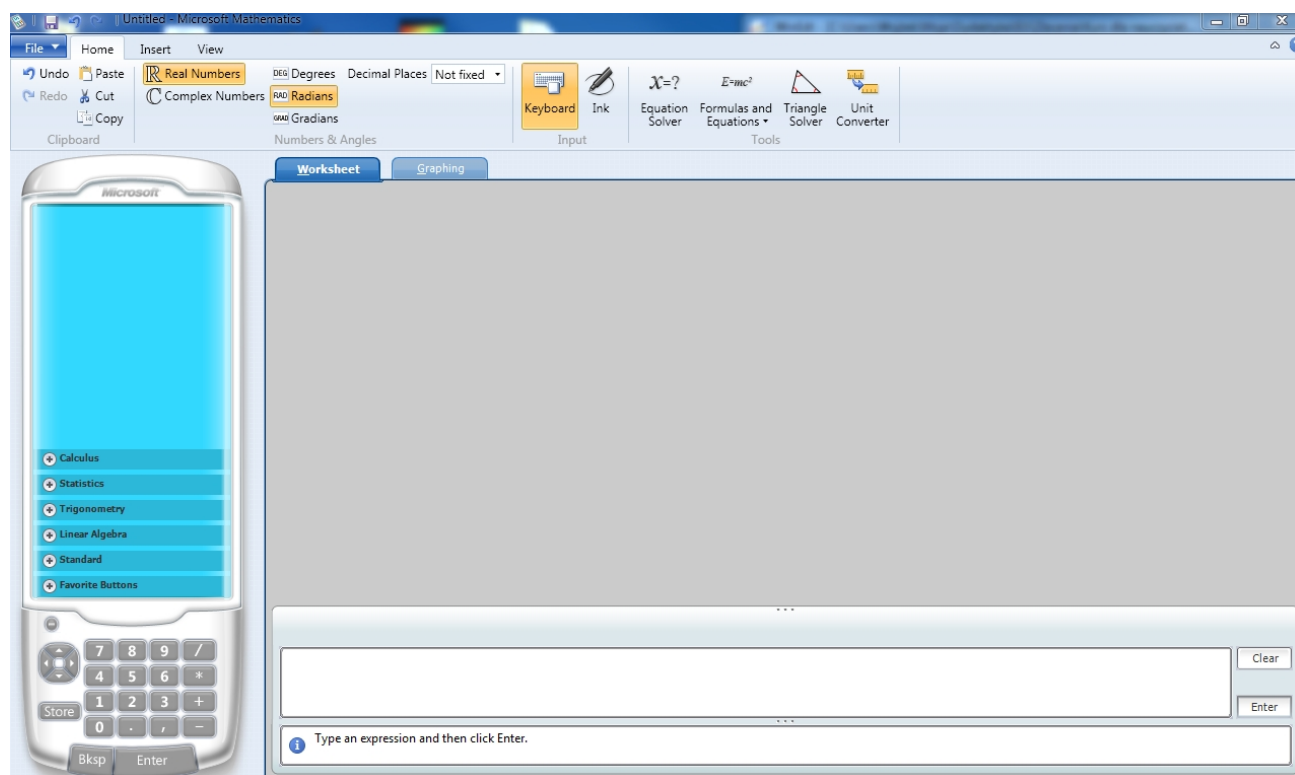 Untitled - Microsoft Mathematics
File Home Insert View
Undo Paste Real Numbers DEG Degrees Decimal Places Not fixed
Redo Cut Complex Numbers RAD Radians
Copy GRAD Gradians
Keyboard Ink
X=? E=mc²
Equation Solver Formulas and Equations Triangle Solver Unit Converter
Clipboard Numbers & Angles Input Tools
Worksheet Graphing
Microsoft
Calculus
Statistics
Trigonometry
Linear Algebra
Standard
Favorite Buttons
7 8 9 /
4 5 6 *
Store 1 2 3 +
0 . , −
Bksp Enter
Clear
Enter
Type an expression and then click Enter.